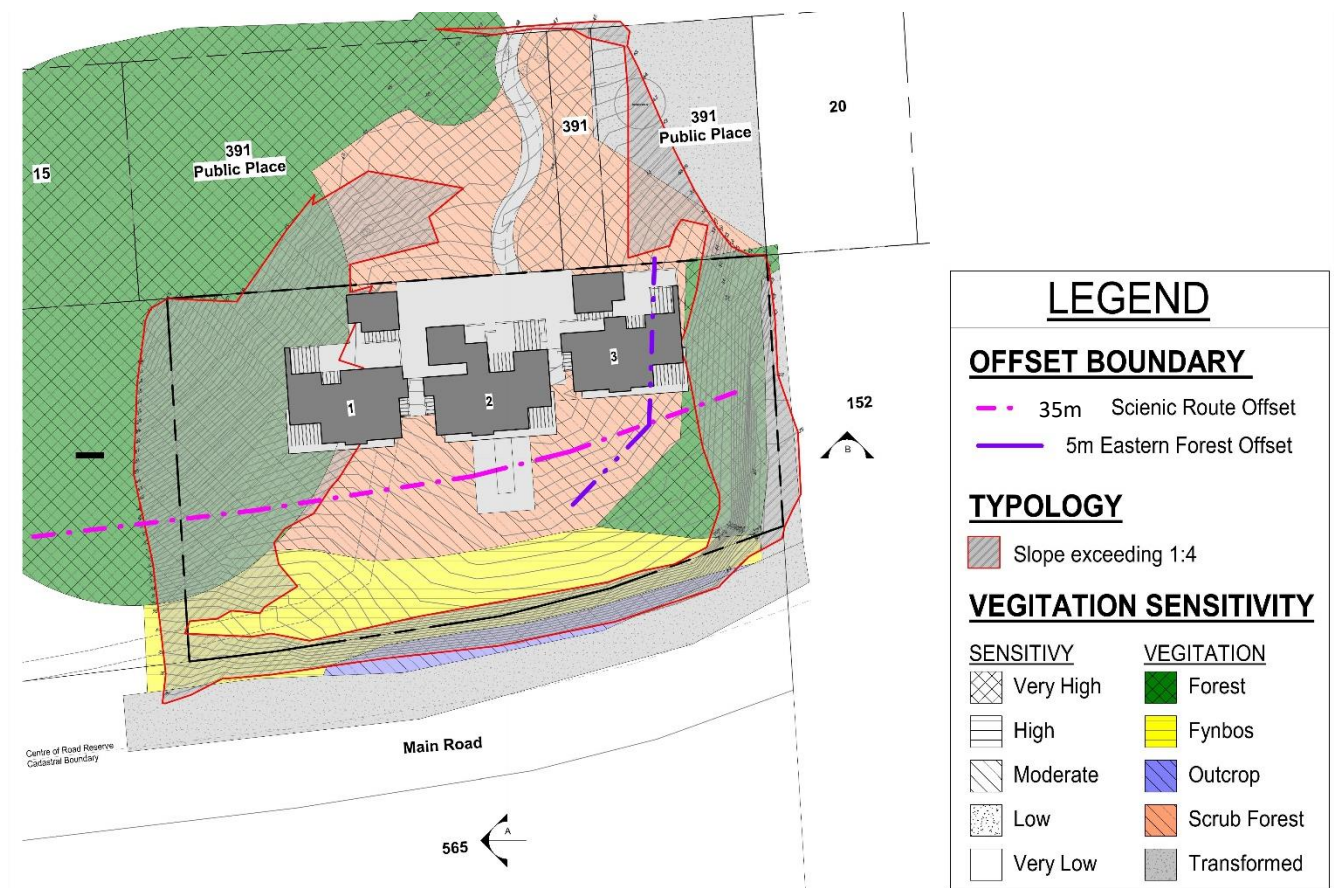 391
Public Place
15
391
391
Public Place
20
1
2
3
152
B
Main Road
Centre of Road Reserve
Cadastral Boundary
565
A
LEGEND
OFFSET BOUNDARY
35m Scienic Route Offset
5m Eastern Forest Offset
TYPOLOGY
Slope exceeding 1:4
VEGITATION SENSITIVITY
SENSITIVY VEGITATION
Very High Forest
High Fynbos
Moderate Outcrop
Low Scrub Forest
Very Low Transformed